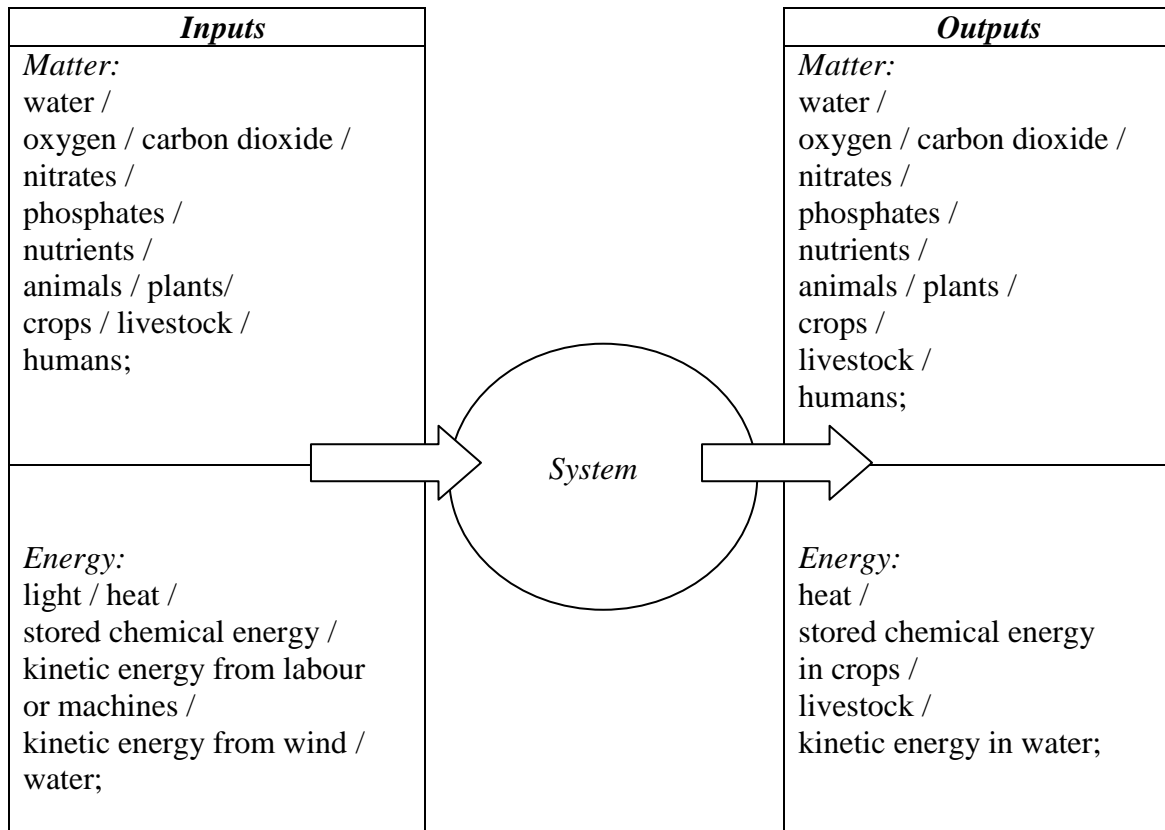 Inputs
Matter:
water /
oxygen / carbon dioxide /
nitrates /
phosphates /
nutrients /
animals / plants/
crops / livestock /
humans;
Energy:
light / heat /
stored chemical energy /
kinetic energy from labour
or machines /
kinetic energy from wind /
water;
System
Outputs
Matter:
water /
oxygen / carbon dioxide /
nitrates /
phosphates /
nutrients /
animals / plants /
crops /
livestock /
humans;
Energy:
heat /
stored chemical energy
in crops /
livestock /
kinetic energy in water;